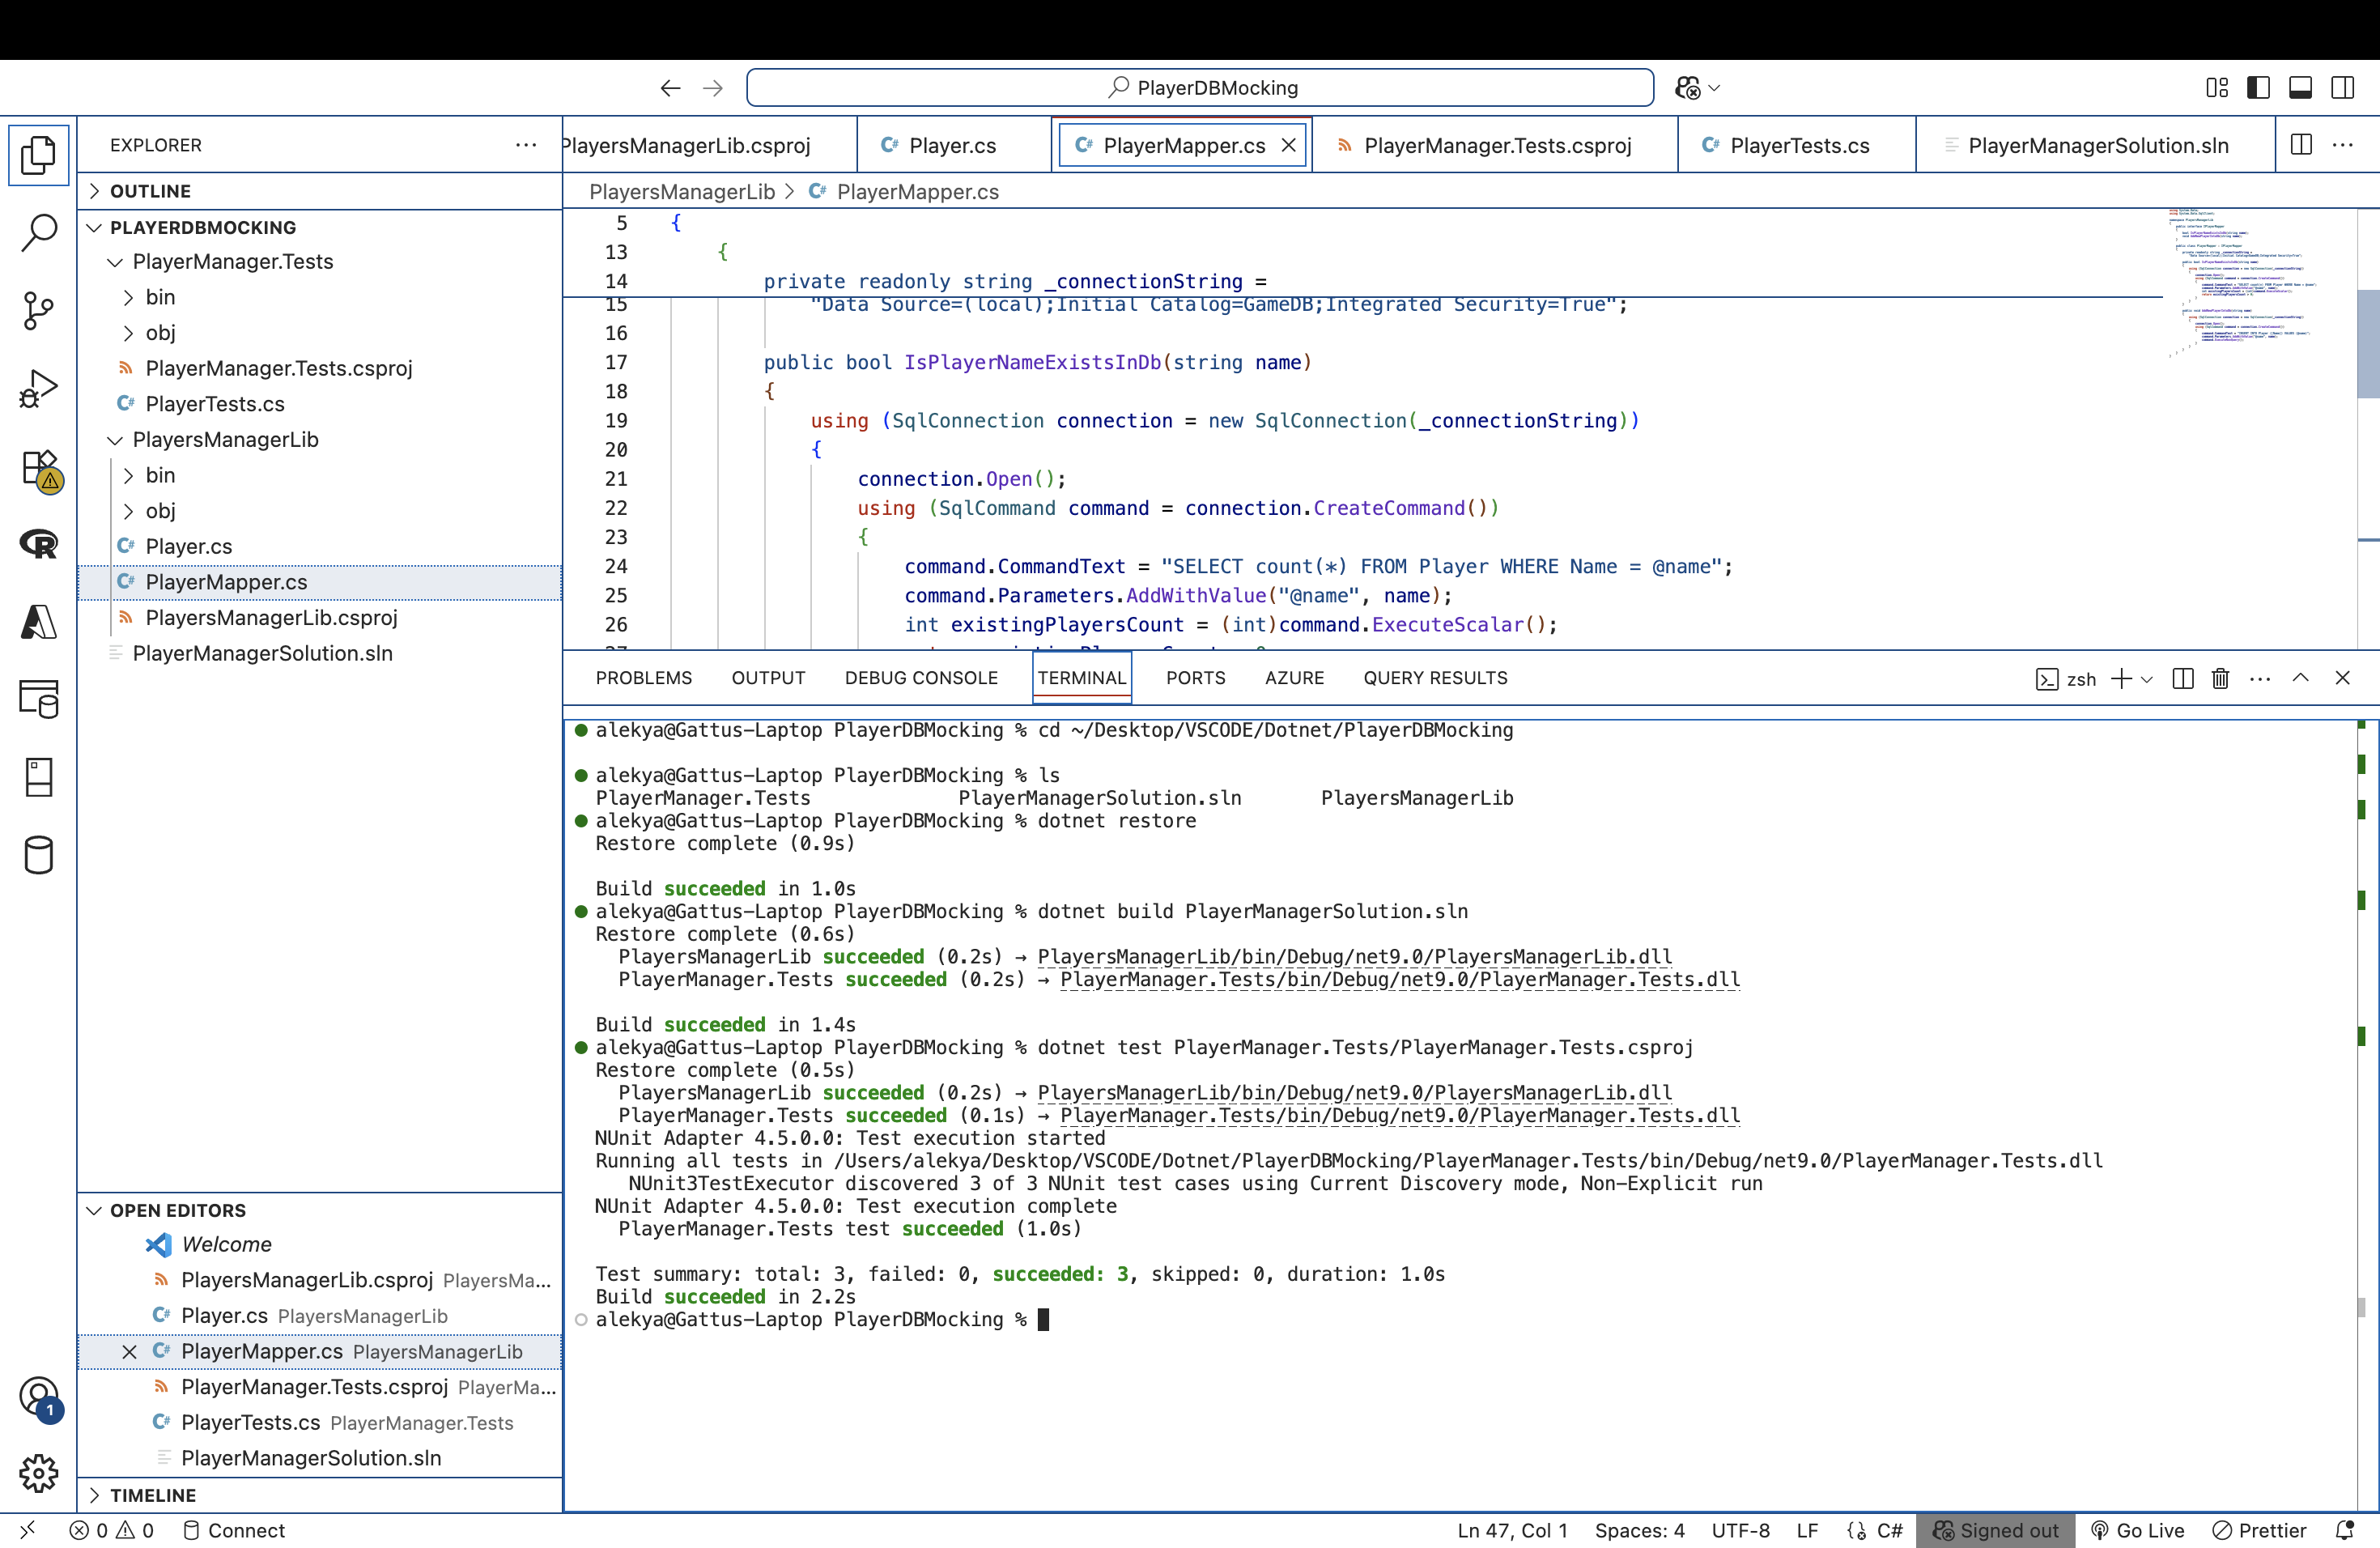 PlayerDBMocking
EXPLORER
OUTLINE
PLAYERDBMOCKING
PlayerManager.Tests
bin
obj
PlayerManager.Tests.csproj
PlayerTests.cs
PlayersManagerLib
bin
obj
Player.cs
PlayerMapper.cs
PlayersManagerLib.csproj
PlayerManagerSolution.sln
OPEN EDITORS
Welcome
PlayersManagerLib.csproj PlayersMa...
Player.cs PlayersManagerLib
PlayerMapper.cs PlayersManagerLib
PlayerManager.Tests.csproj PlayerMa...
PlayerTests.cs PlayerManager.Tests
PlayerManagerSolution.sln
TIMELINE
PlayersManagerLib.csproj Player.cs PlayerMapper.cs PlayerManager.Tests.csproj PlayerTests.cs PlayerManagerSolution.sln
PlayersManagerLib > PlayerMapper.cs
5 {
13 {
14 private readonly string _connectionString =
15 "Data Source=(local);Initial Catalog=GameDB;Integrated Security=True";
16
17 public bool IsPlayerNameExistsInDb(string name)
18 {
19 using (SqlConnection connection = new SqlConnection(_connectionString))
20 {
21 connection.Open();
22 using (SqlCommand command = connection.CreateCommand())
23 {
24 command.CommandText = "SELECT count(*) FROM Player WHERE Name = @name";
25 command.Parameters.AddWithValue("@name", name);
26 int existingPlayersCount = (int)command.ExecuteScalar();
PROBLEMS OUTPUT DEBUG CONSOLE TERMINAL PORTS AZURE QUERY RESULTS zsh
alekya@Gattus-Laptop PlayerDBMocking % cd ~/Desktop/VSCODE/Dotnet/PlayerDBMocking
alekya@Gattus-Laptop PlayerDBMocking % ls
PlayerManager.Tests PlayerManagerSolution.sln PlayersManagerLib
alekya@Gattus-Laptop PlayerDBMocking % dotnet restore
Restore complete (0.9s)
Build succeeded in 1.0s
alekya@Gattus-Laptop PlayerDBMocking % dotnet build PlayerManagerSolution.sln
Restore complete (0.6s)
PlayersManagerLib succeeded (0.2s) → PlayersManagerLib/bin/Debug/net9.0/PlayersManagerLib.dll
PlayerManager.Tests succeeded (0.2s) → PlayerManager.Tests/bin/Debug/net9.0/PlayerManager.Tests.dll
Build succeeded in 1.4s
alekya@Gattus-Laptop PlayerDBMocking % dotnet test PlayerManager.Tests/PlayerManager.Tests.csproj
Restore complete (0.5s)
PlayersManagerLib succeeded (0.2s) → PlayersManagerLib/bin/Debug/net9.0/PlayersManagerLib.dll
PlayerManager.Tests succeeded (0.1s) → PlayerManager.Tests/bin/Debug/net9.0/PlayerManager.Tests.dll
NUnit Adapter 4.5.0.0: Test execution started
Running all tests in /Users/alekya/Desktop/VSCODE/Dotnet/PlayerDBMocking/PlayerManager.Tests/bin/Debug/net9.0/PlayerManager.Tests.dll
NUnit3TestExecutor discovered 3 of 3 NUnit test cases using Current Discovery mode, Non-Explicit run
NUnit Adapter 4.5.0.0: Test execution complete
PlayerManager.Tests test succeeded (1.0s)
Test summary: total: 3, failed: 0, succeeded: 3, skipped: 0, duration: 1.0s
Build succeeded in 2.2s
alekya@Gattus-Laptop PlayerDBMocking %
1
0 0 Connect Ln 47, Col 1 Spaces: 4 UTF-8 LF C# Signed out Go Live Prettier